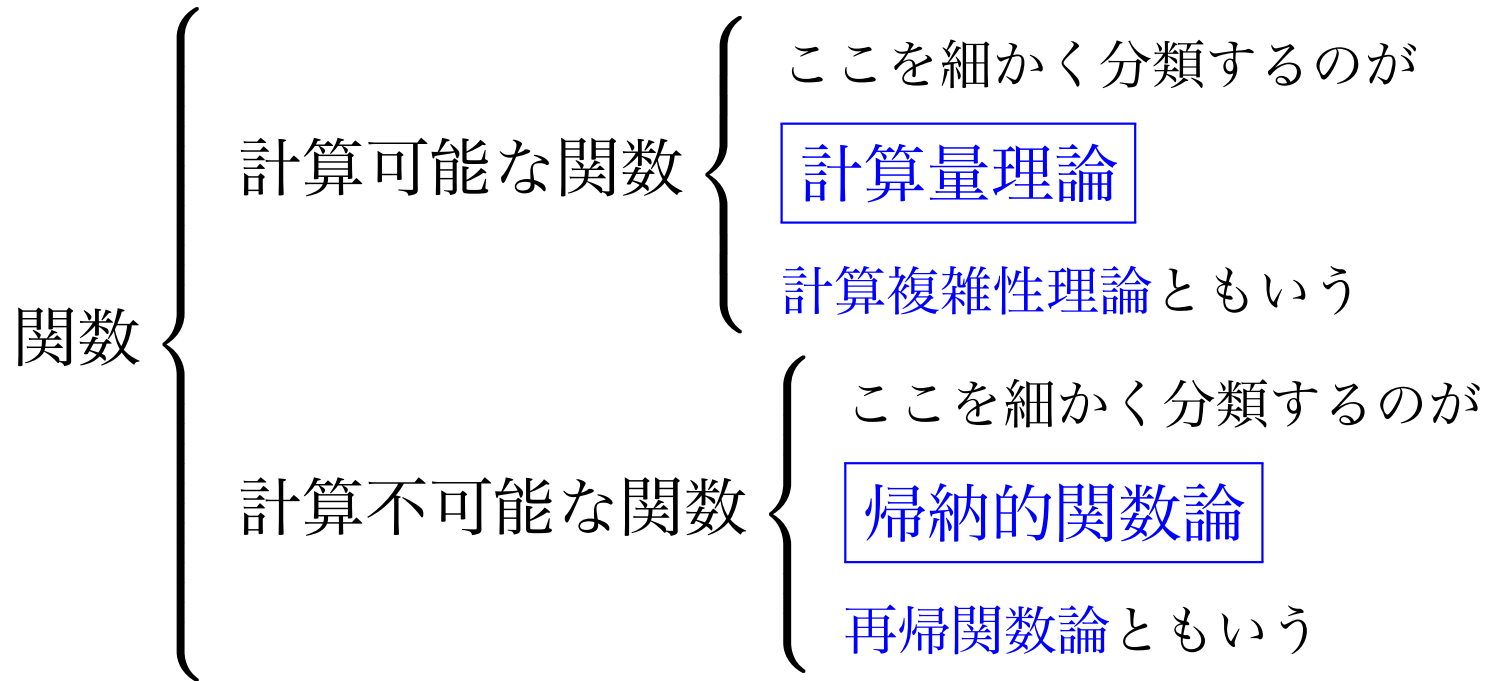 関数
計算可能な関数
ここを細かく分類するのが
計算量理論
計算複雑性理論ともいう
計算不可能な関数
ここを細かく分類するのが
帰納的関数論
再帰関数論ともいう